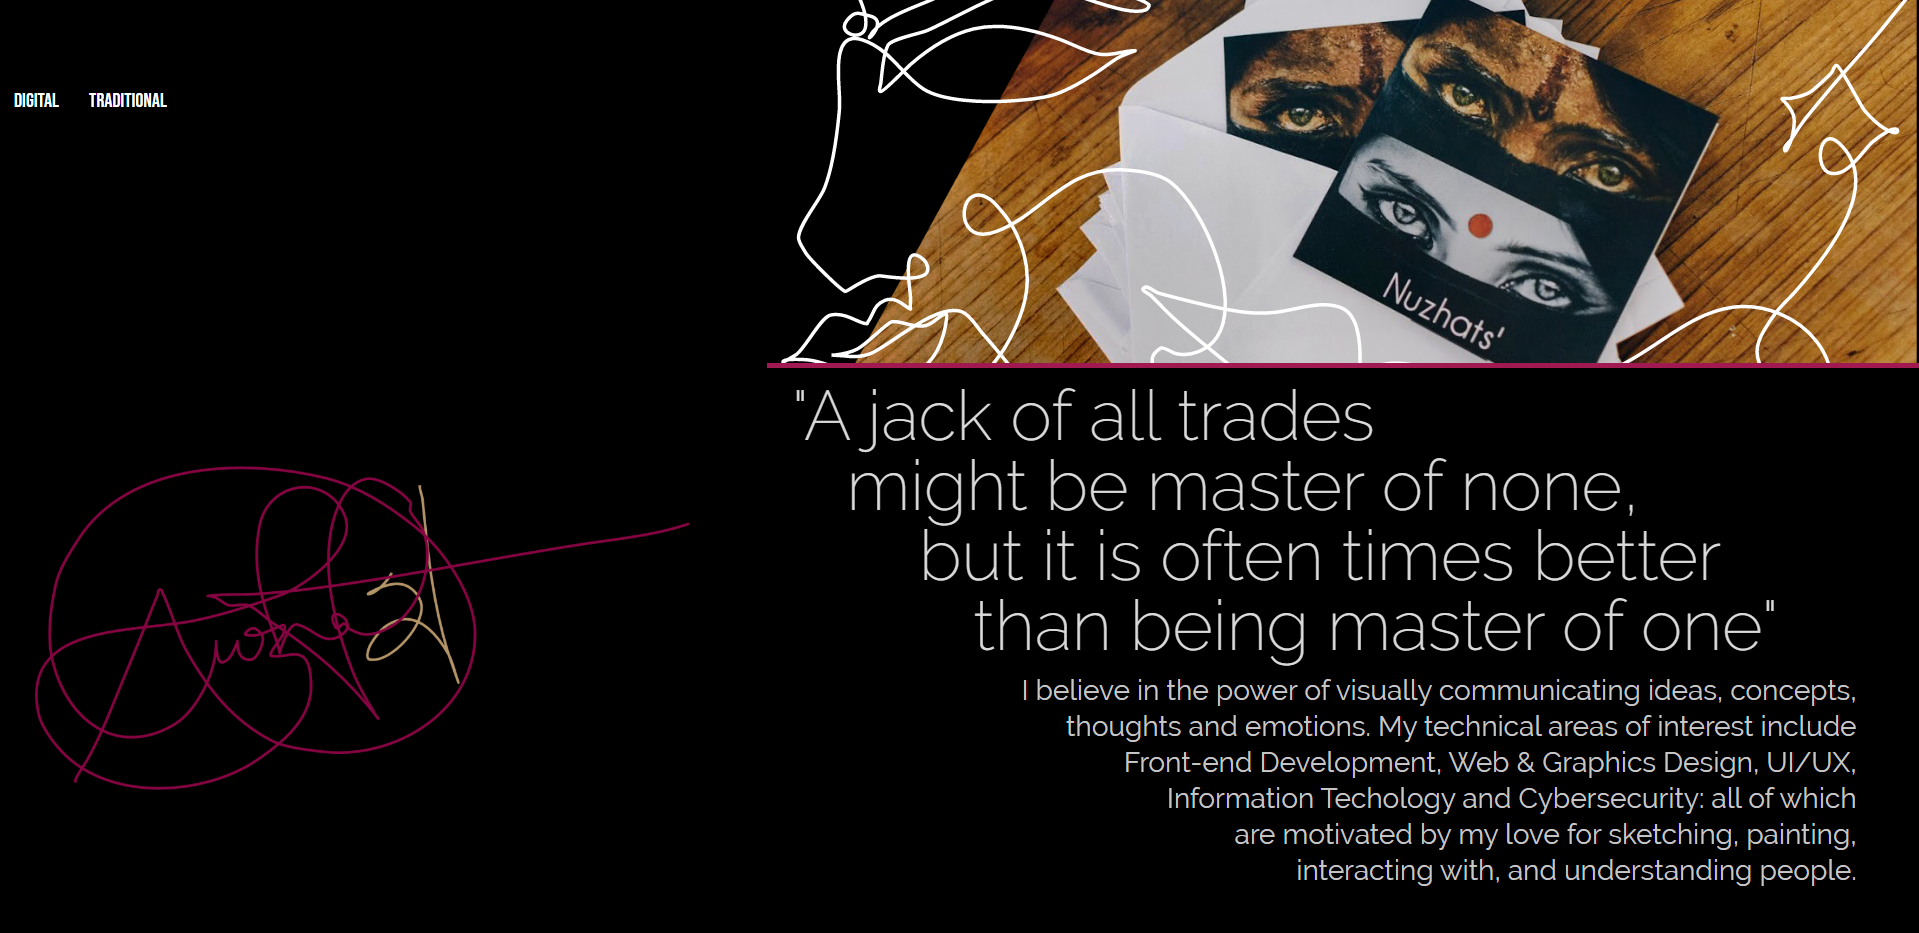 DIGITAL TRADITIONAL
Nuzhats'
"A jack of all trades
might be master of none,
but it is often times better
than being master of one"
I believe in the power of visually communicating ideas, concepts,
thoughts and emotions. My technical areas of interest include
Front-end Development, Web & Graphics Design, UI/UX,
Information Techology and Cybersecurity: all of which
are motivated by my love for sketching, painting,
interacting with, and understanding people.